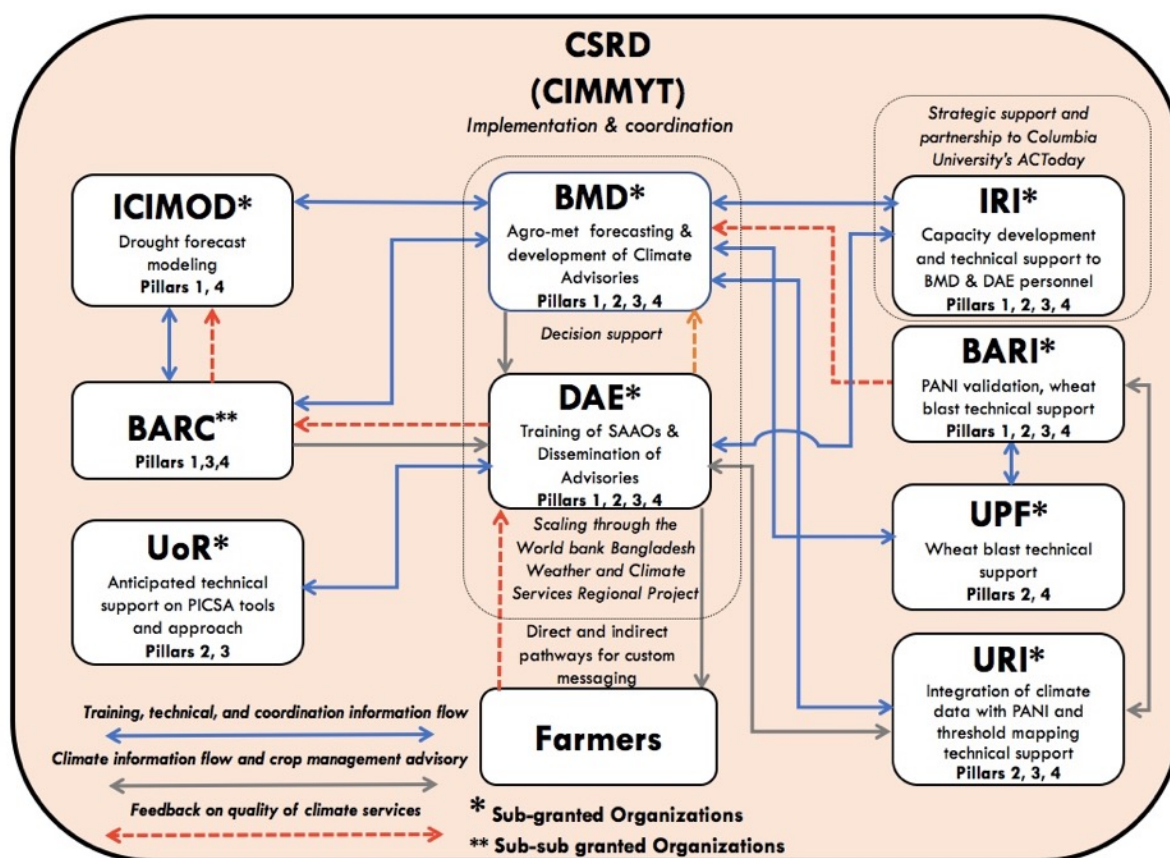 CSRD
(CIMMYT)
Implementation & coordination
Strategic support and
partnership to Columbia
University's ACToday
ICIMOD*
Drought forecast
modeling
Pillars 1, 4
BMD*
Agro-met forecasting &
development of Climate
Advisories
Pillars 1, 2, 3, 4
IRI*
Capacity development
and technical support to
BMD & DAE personnel
Pillars 1, 2, 3, 4
Decision support
BARC**
Pillars 1,3,4
DAE*
Training of SAAOs &
Dissemination of
Advisories
Pillars 1, 2, 3, 4
BARI*
PANI validation, wheat
blast technical support
Pillars 1, 2, 3, 4
Scaling through the
World bank Bangladesh
Weather and Climate
Services Regional Project
UoR*
Anticipated technical
support on PICSA tools
and approach
Pillars 2, 3
UPF*
Wheat blast technical
support
Pillars 2, 4
Direct and indirect
pathways for custom
messaging
Farmers
URI*
Integration of climate
data with PANI and
threshold mapping
technical support
Pillars 2, 3, 4
Training, technical, and coordination information flow
Climate information flow and crop management advisory
Feedback on quality of climate services
* Sub-granted Organizations
** Sub-sub granted Organizations